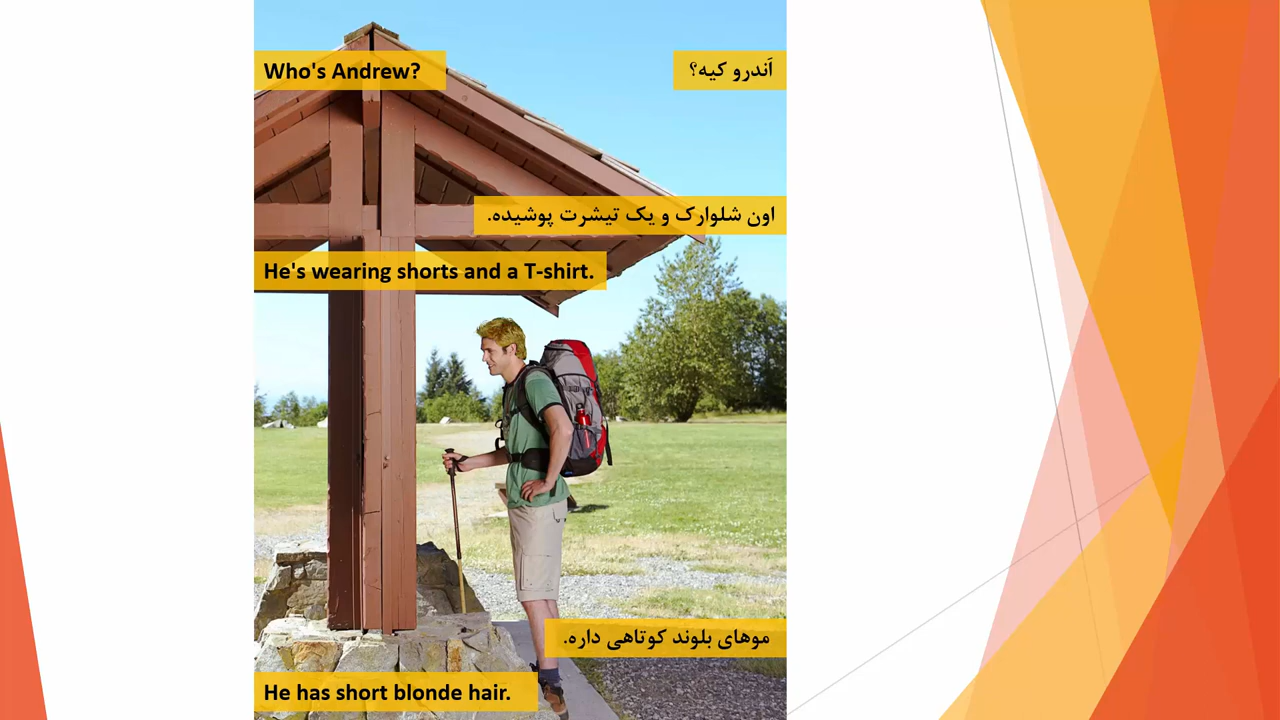 Who's Andrew?
اَندرو کیه؟
اون شلوارک و یک تیشرت پوشیده.
He's wearing shorts and a T-shirt.
موهای بلوند کوتاهی داره.
He has short blonde hair.